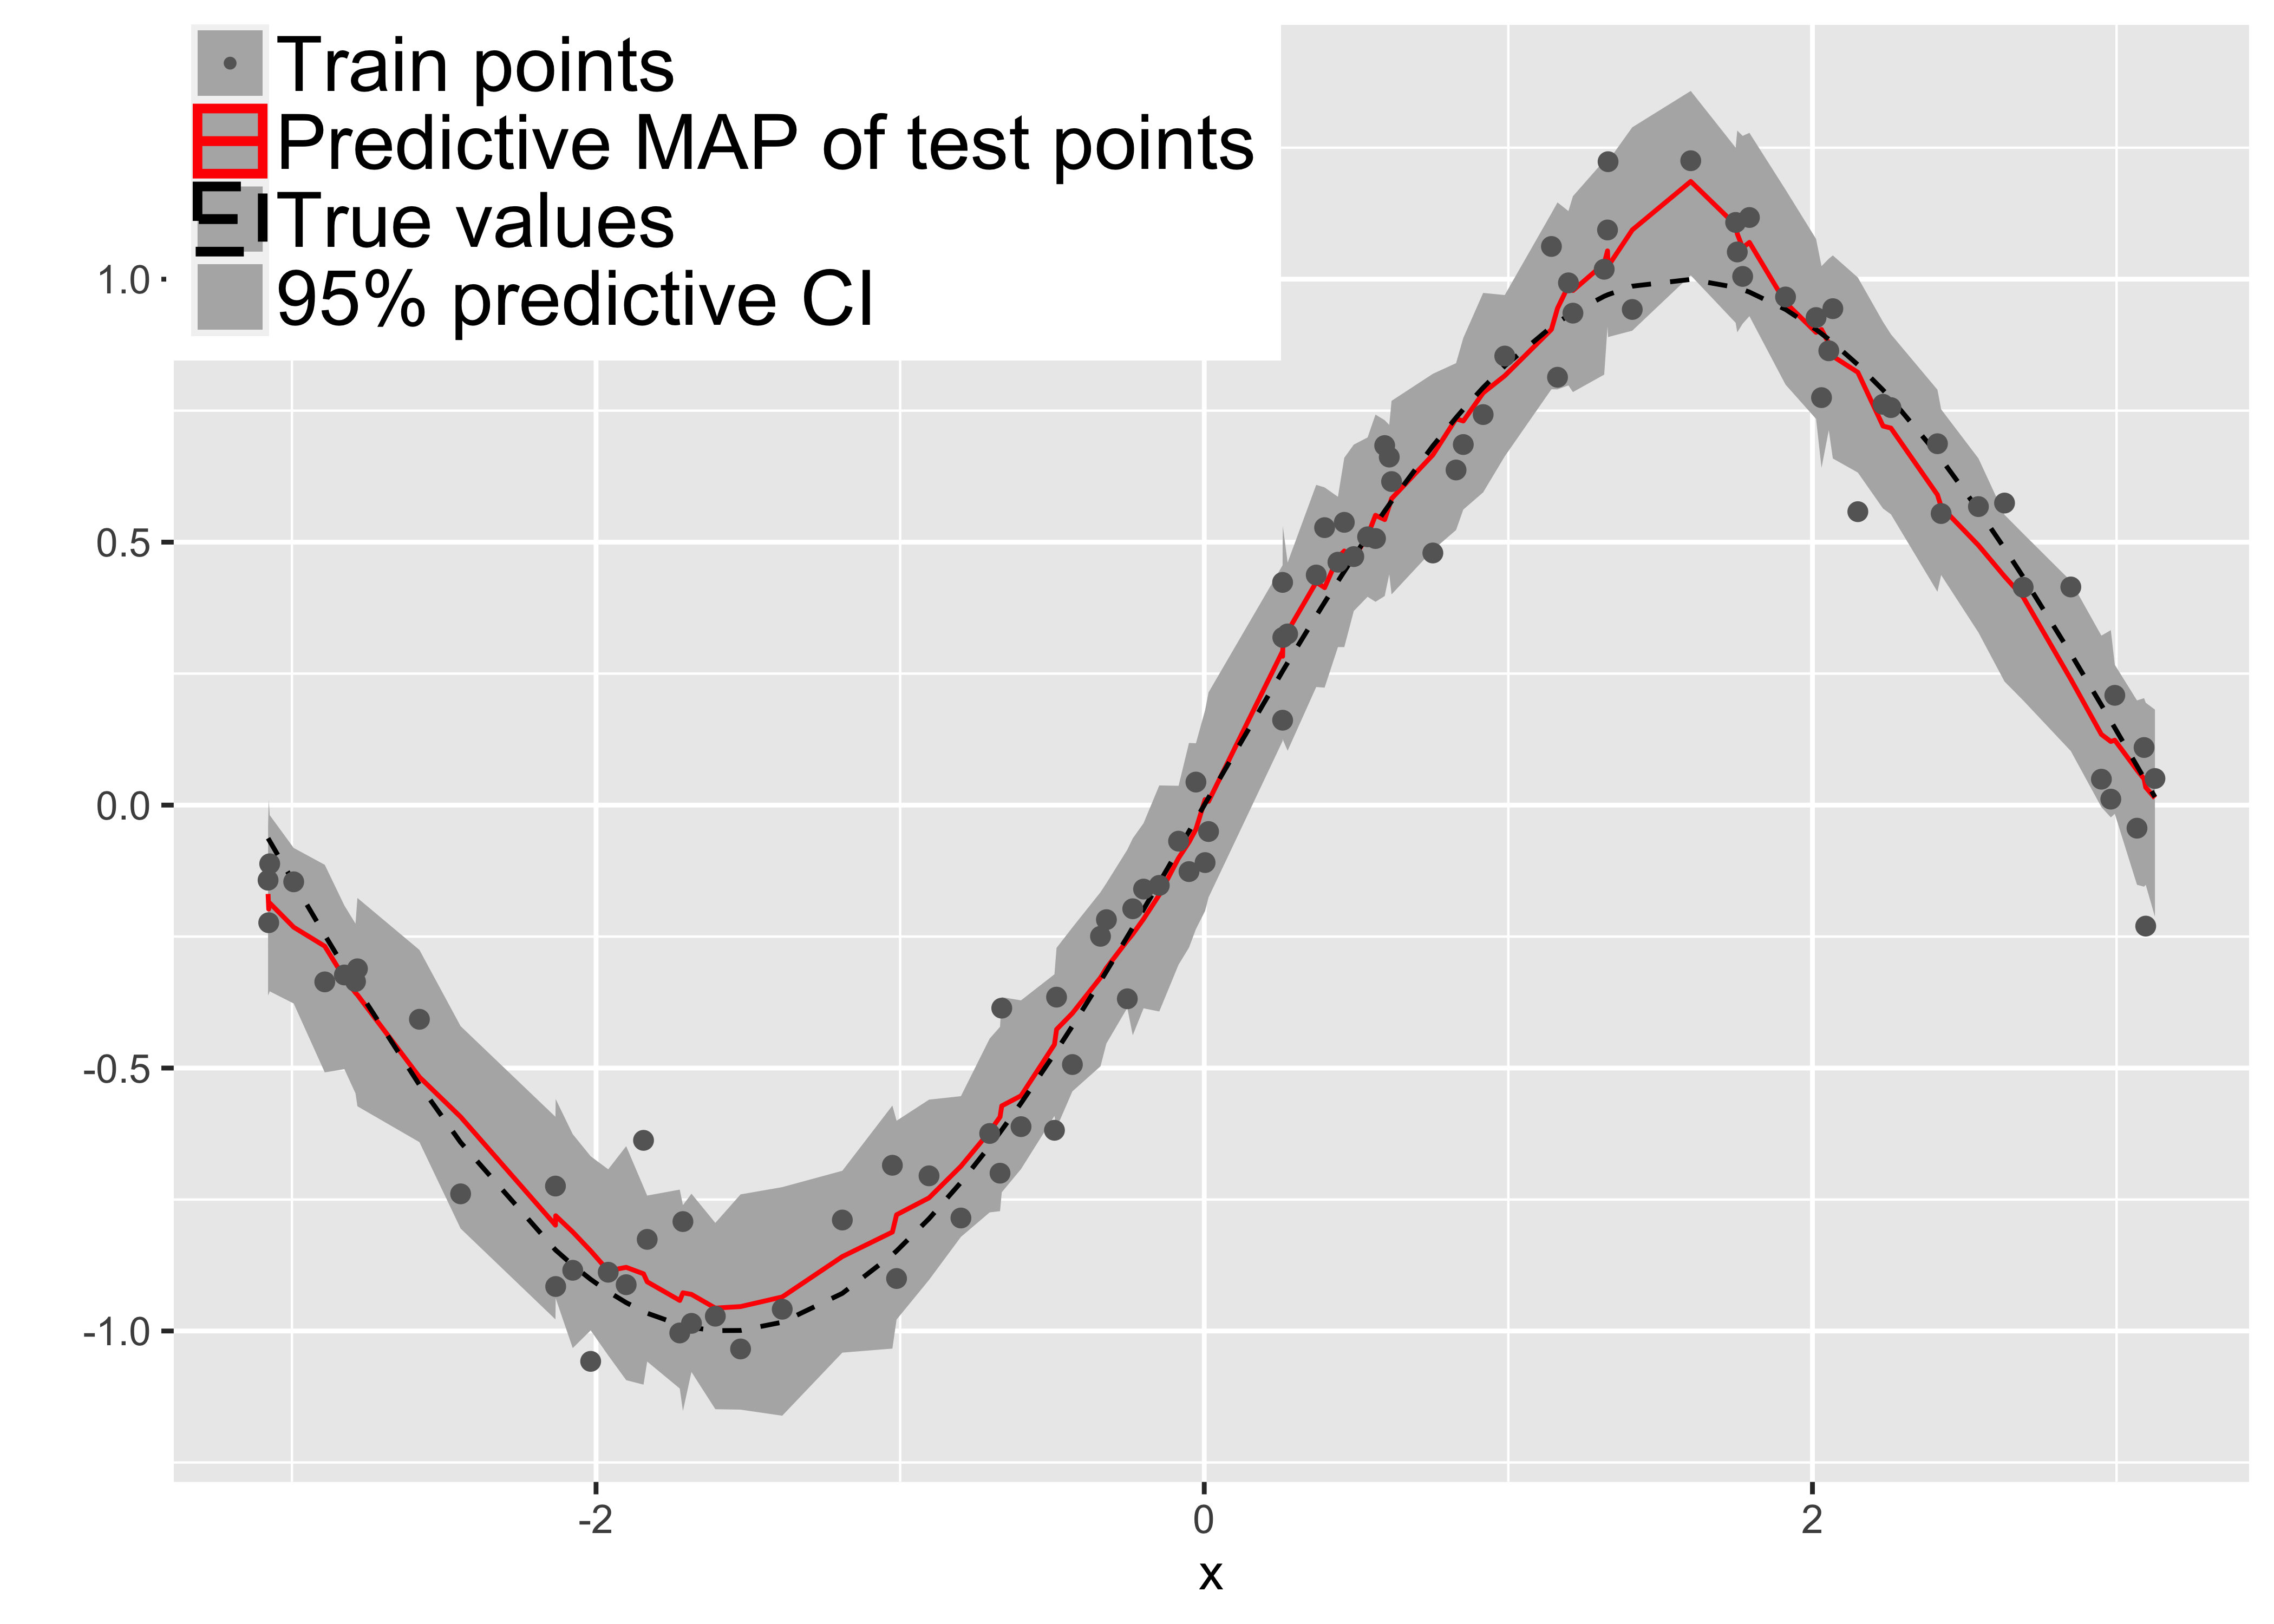 Train points
Predictive MAP of test points
True values
95% predictive CI
1.0
0.5
0.0
-0.5
-1.0
-2 0 2
x